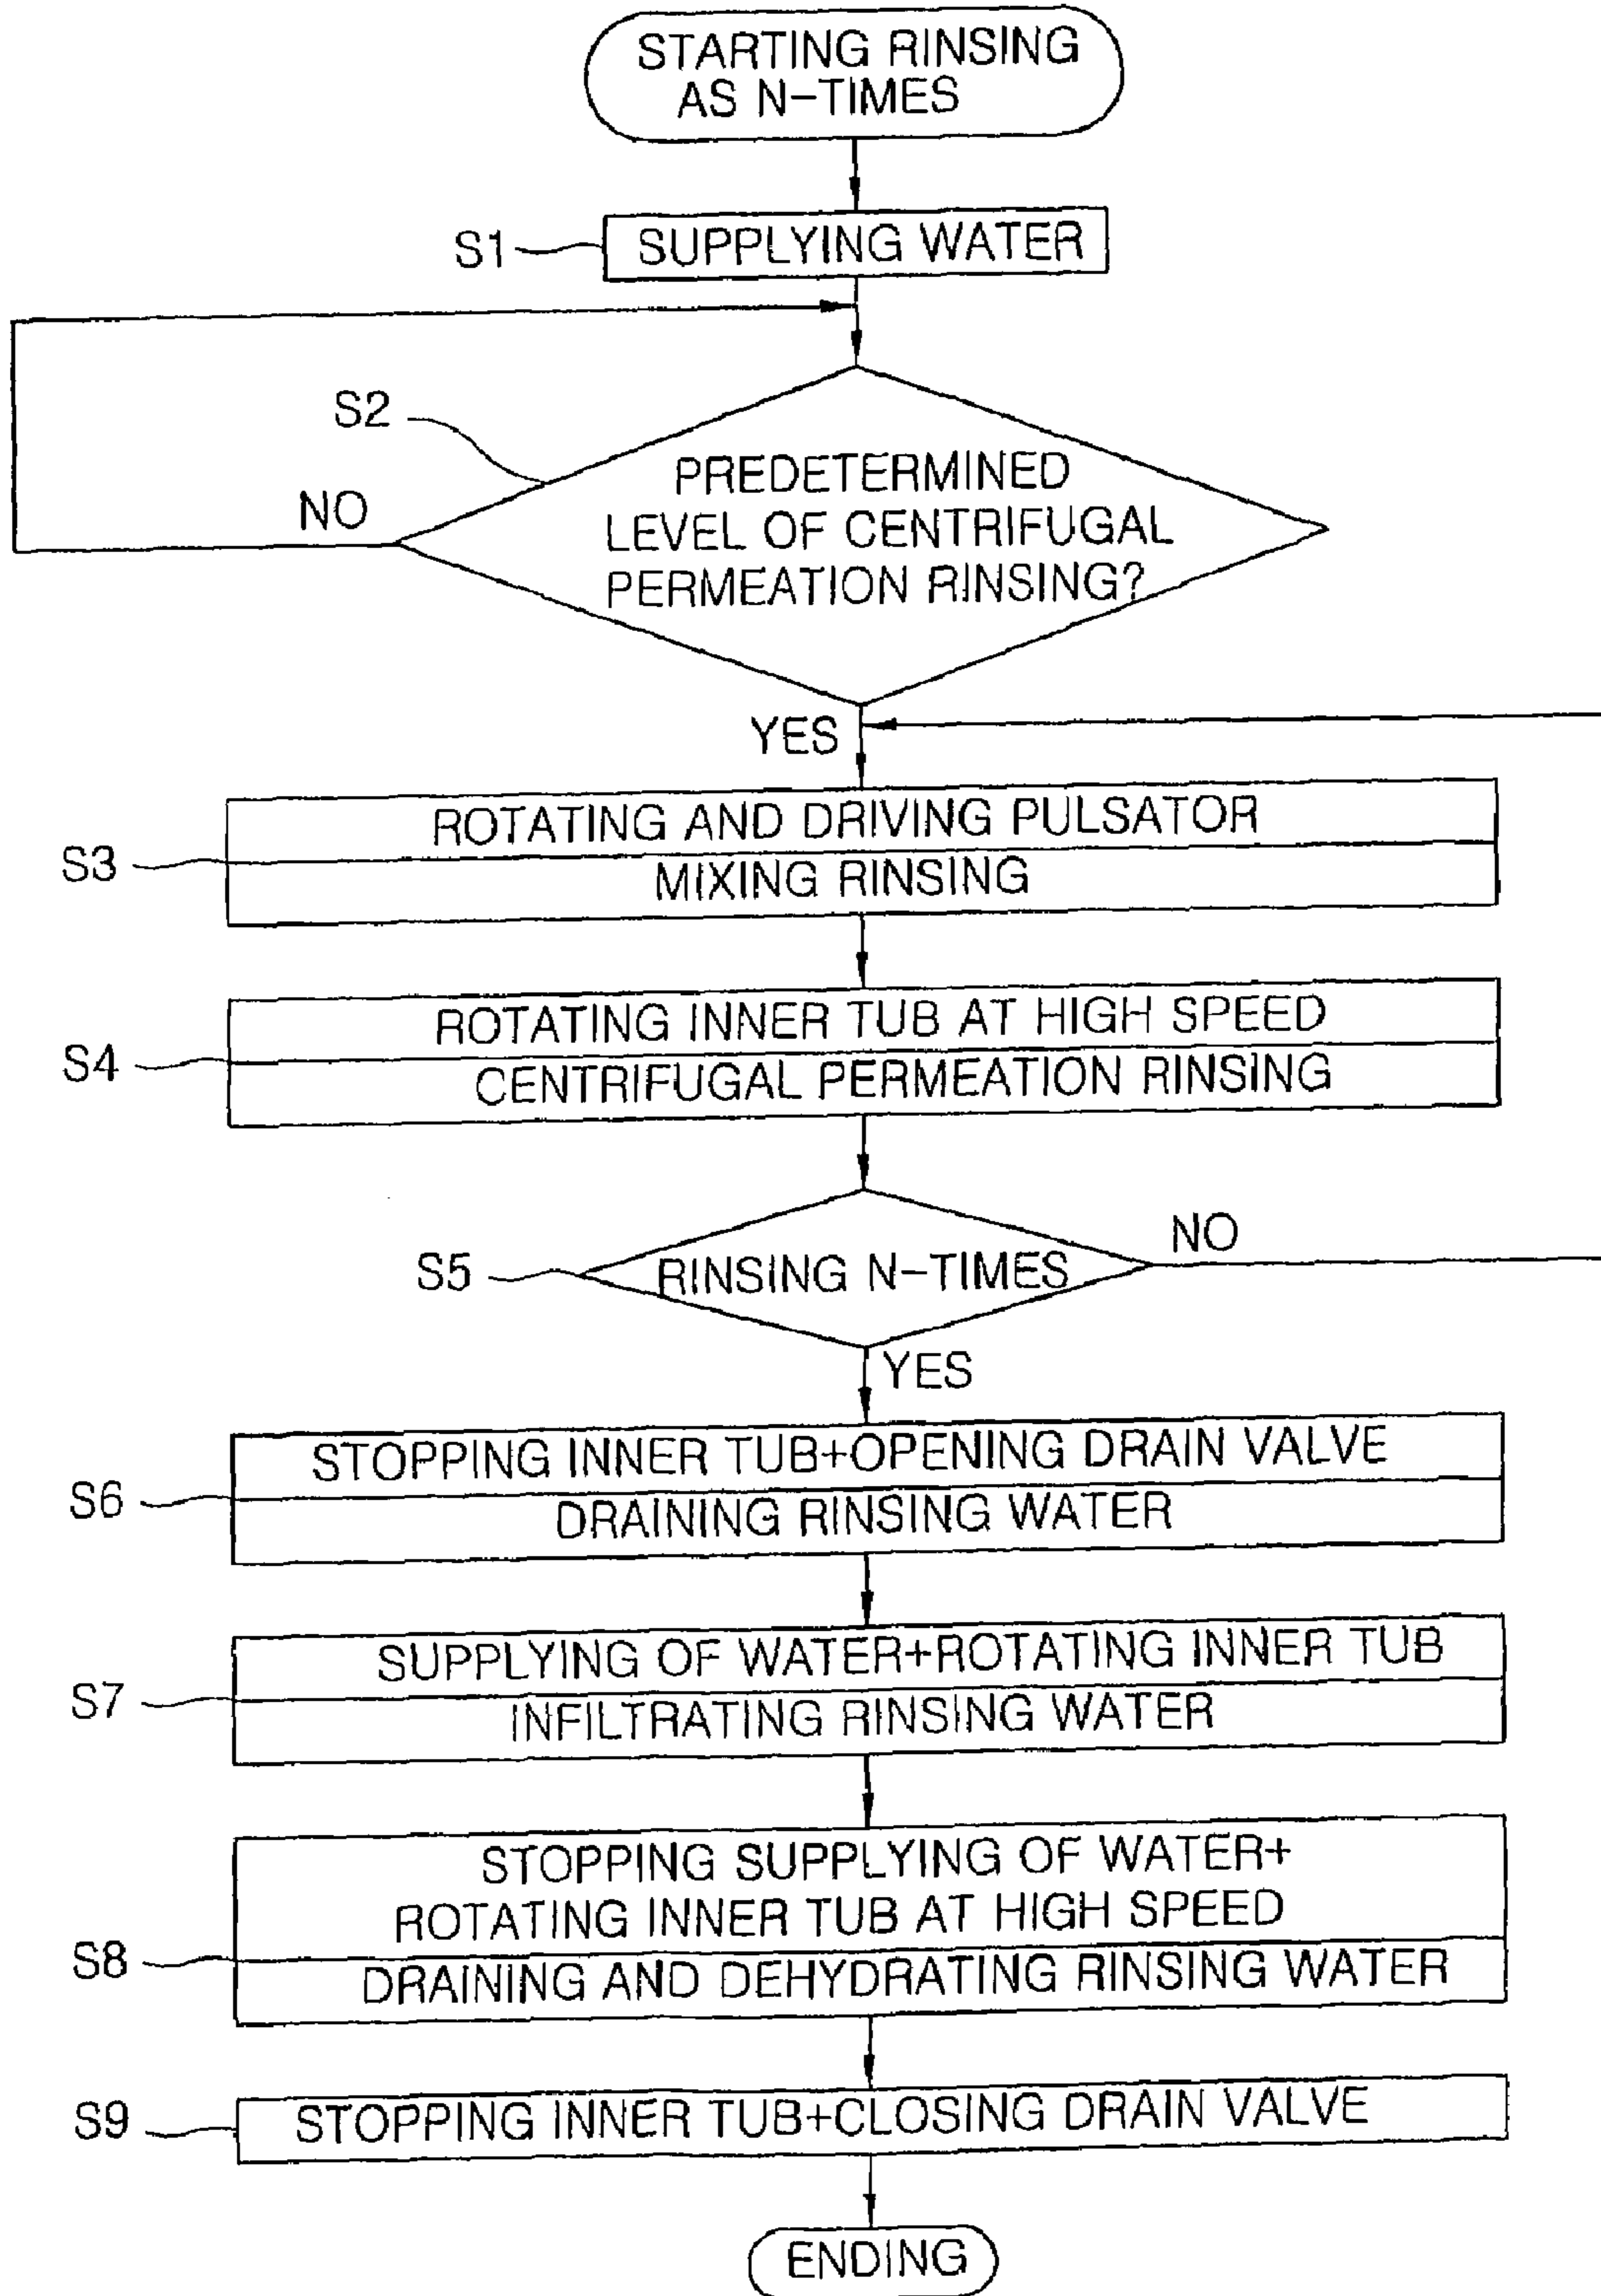 STARTING RINSING
AS N-TIMES
S1
SUPPLYING WATER
S2
NO
PREDETERMINED
LEVEL OF CENTRIFUGAL
PERMEATION RINSING?
YES
S3
ROTATING AND DRIVING PULSATOR
MIXING RINSING
S4
ROTATING INNER TUB AT HIGH SPEED
CENTRIFUGAL PERMEATION RINSING
S5
RINSING N-TIMES
NO
YES
S6
STOPPING INNER TUB+OPENING DRAIN VALVE
DRAINING RINSING WATER
S7
SUPPLYING OF WATER+ROTATING INNER TUB
INFILTRATING RINSING WATER
S8
STOPPING SUPPLYING OF WATER+
ROTATING INNER TUB AT HIGH SPEED
DRAINING AND DEHYDRATING RINSING WATER
S9
STOPPING INNER TUB+CLOSING DRAIN VALVE
ENDING